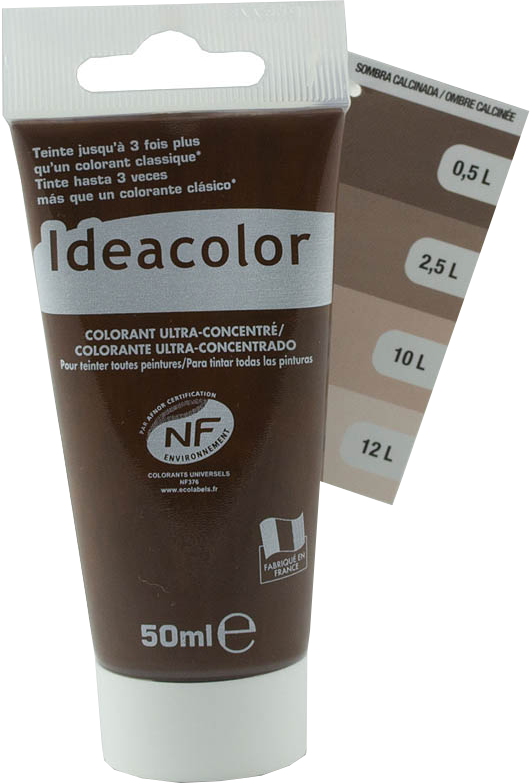 Teinte jusqu'à 3 fois plus
qu'un colorant classique*
Tinte hasta 3 veces
más que un colorante clásico*
Ideacolor
COLORANT ULTRA-CONCENTRÉ/
COLORANTE ULTRA-CONCENTRADO
Pour teinter toutes peintures/Para tintar todas las pinturas
PAR AFNOR CERTIFICATION
NF
ENVIRONNEMENT
COLORANTS UNIVERSELS
NF376
www.ecolabels.fr
FABRIQUÉ EN
FRANCE
50ml e
SOMBRA CALCINADA / OMBRE CALCINÉE
0,5 L
2,5 L
10 L
12 L